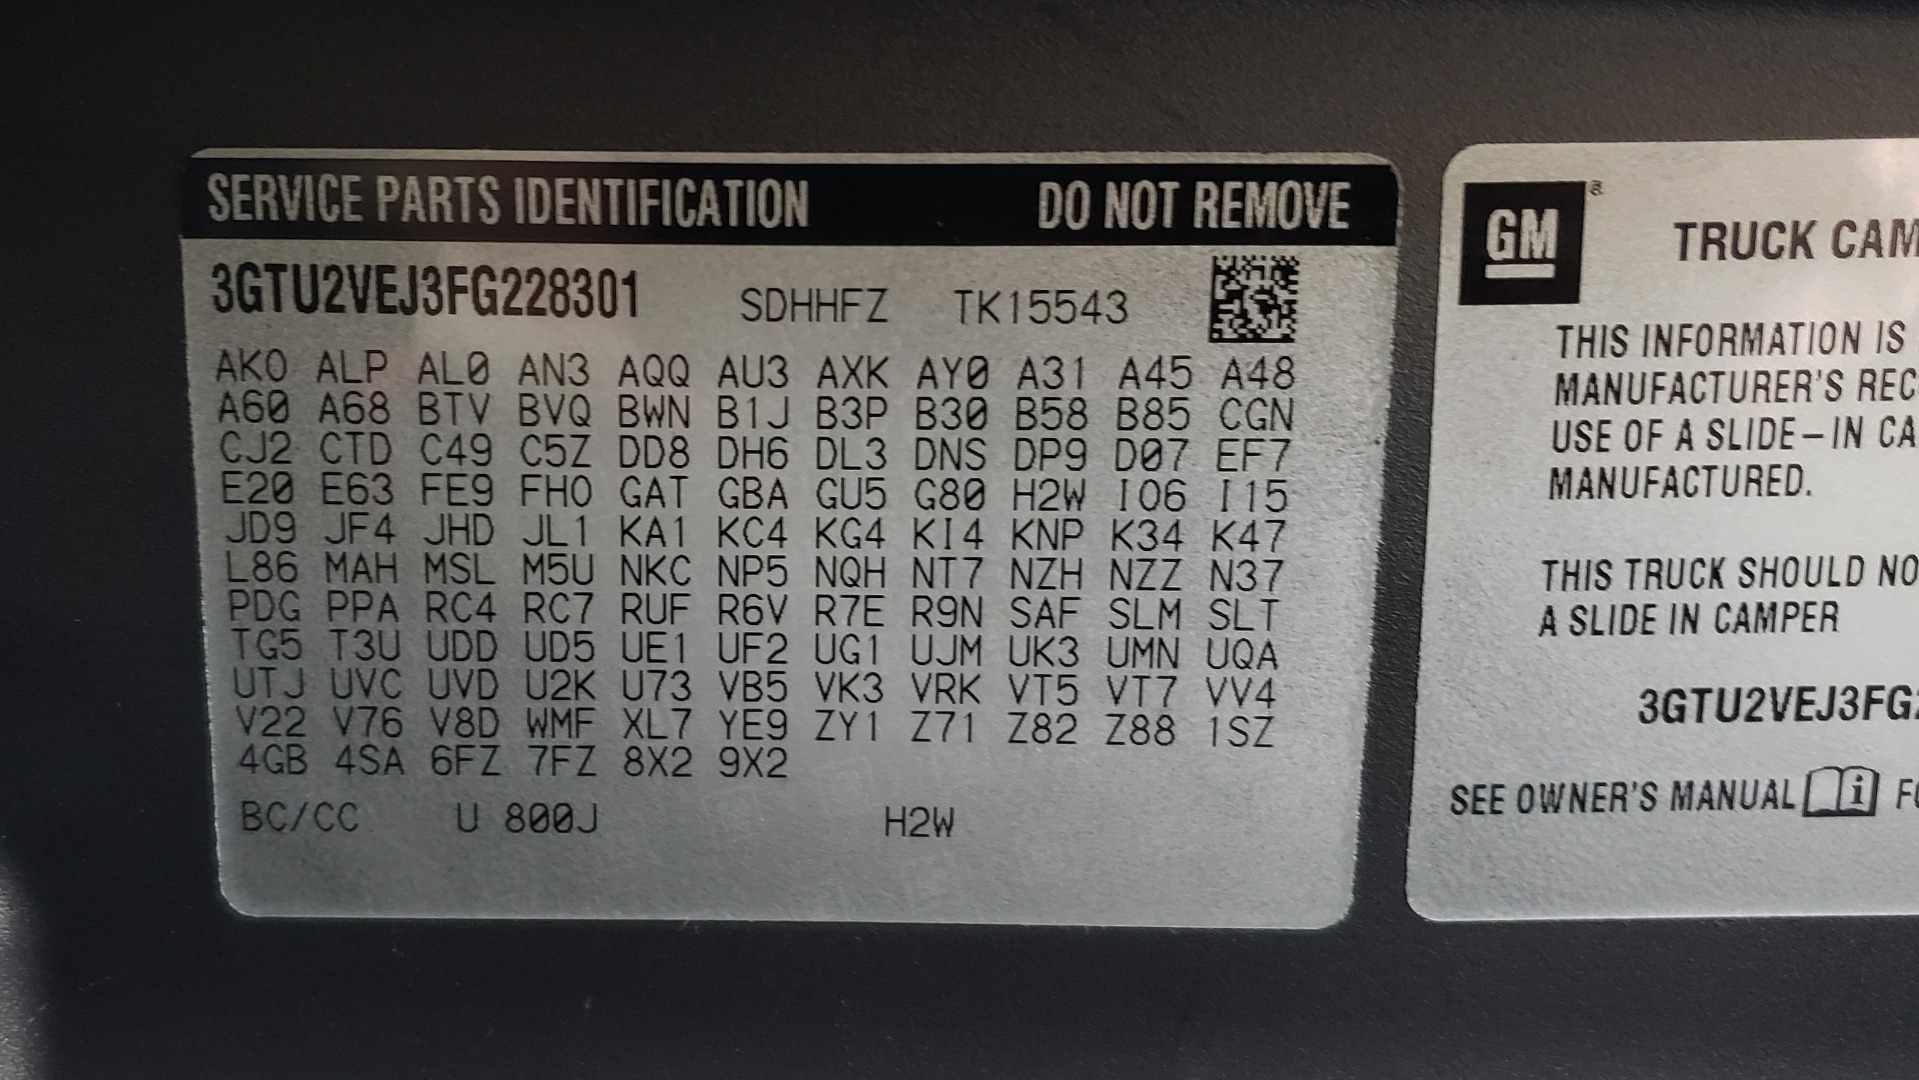 SERVICE PARTS IDENTIFICATION DO NOT REMOVE
3GTU2VEJ3FG228301 SDHHFZ TK15543
AKO ALP AL0 AN3 AQQ AU3 AXK AY0 A31 A45 A48
A60 A68 BTV BVQ BWN B1J B3P B30 B58 B85 CGN
CJ2 CTD C49 C5Z DD8 DH6 DL3 DNS DP9 D07 EF7
E20 E63 FE9 FHO GAT GBA GU5 G80 H2W IO6 I15
JD9 JF4 JHD JL1 KA1 KC4 KG4 KI4 KNP K34 K47
L86 MAH MSL M5U NKC NP5 NQH NT7 NZH NZZ N37
PDG PPA RC4 RC7 RUF R6V R7E R9N SAF SLM SLT
TG5 T3U UDD UD5 UE1 UF2 UG1 UJM UK3 UMN UQA
UTJ UVC UVD U2K U73 VB5 VK3 VRK VT5 VT7 VV4
V22 V76 V8D WMF XL7 YE9 ZY1 Z71 Z82 Z88 1SZ
4GB 4SA 6FZ 7FZ 8X2 9X2
BC/CC U 800J H2W
GM ®
TRUCK CAM
THIS INFORMATION IS
MANUFACTURER'S REC
USE OF A SLIDE-IN CA
MANUFACTURED.
THIS TRUCK SHOULD NO
A SLIDE IN CAMPER
3GTU2VEJ3FG2
SEE OWNER'S MANUAL i FO